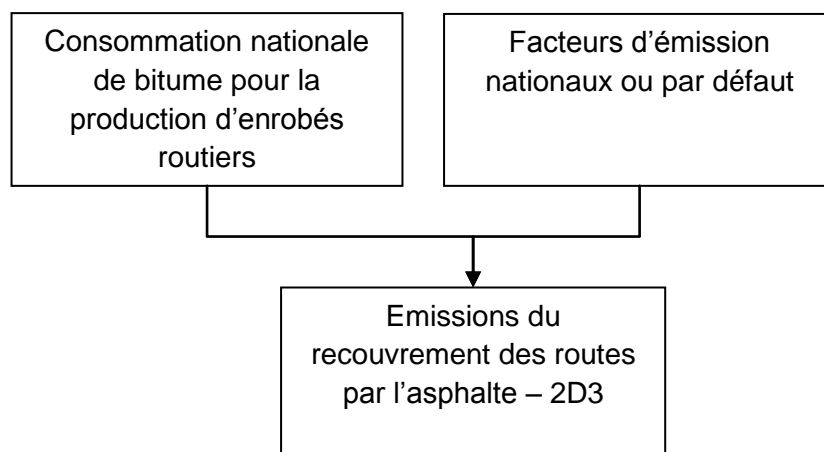 Consommation nationale
de bitume pour la
production d’enrobés
routiers
Facteurs d’émission
nationaux ou par défaut
Emissions du
recouvrement des routes
par l’asphalte – 2D3